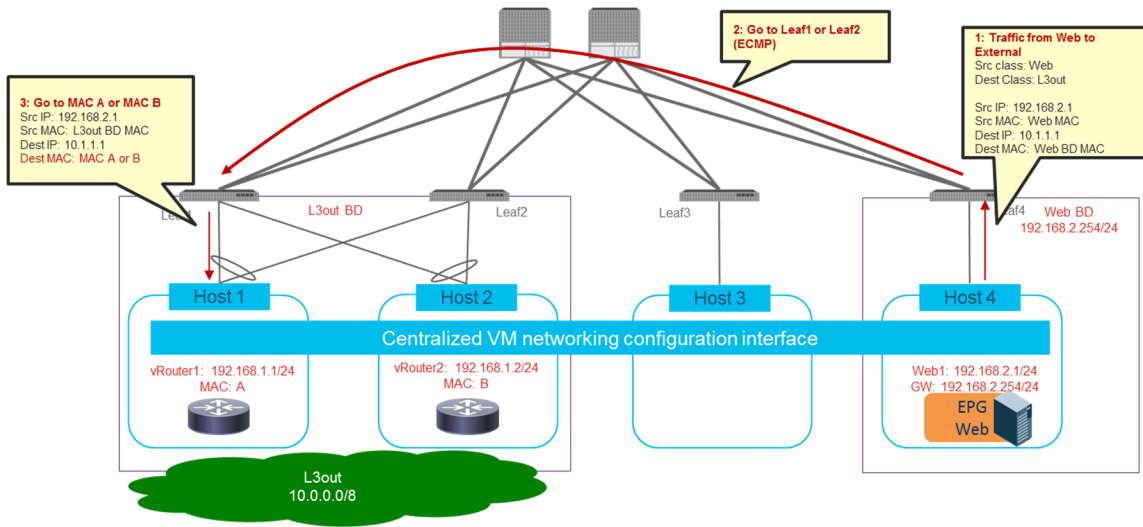 2: Go to Leaf1 or Leaf2
(ECMP)
1: Traffic from Web to
External
Src class: Web
Dest Class: L3out
Src IP: 192.168.2.1
Src MAC: Web MAC
Dest IP: 10.1.1.1
Dest MAC: Web BD MAC
3: Go to MAC A or MAC B
Src IP: 192.168.2.1
Src MAC: L3out BD MAC
Dest IP: 10.1.1.1
Dest MAC: MAC A or B
L3out BD
Leaf2
Leaf3
Web BD
192.168.2.254/24
Host 1
Host 2
Host 3
Host 4
Centralized VM networking configuration interface
vRouter1: 192.168.1.1/24
MAC: A
vRouter2: 192.168.1.2/24
MAC: B
Web1: 192.168.2.1/24
GW: 192.168.2.254/24
EPG
Web
L3out
10.0.0.0/8